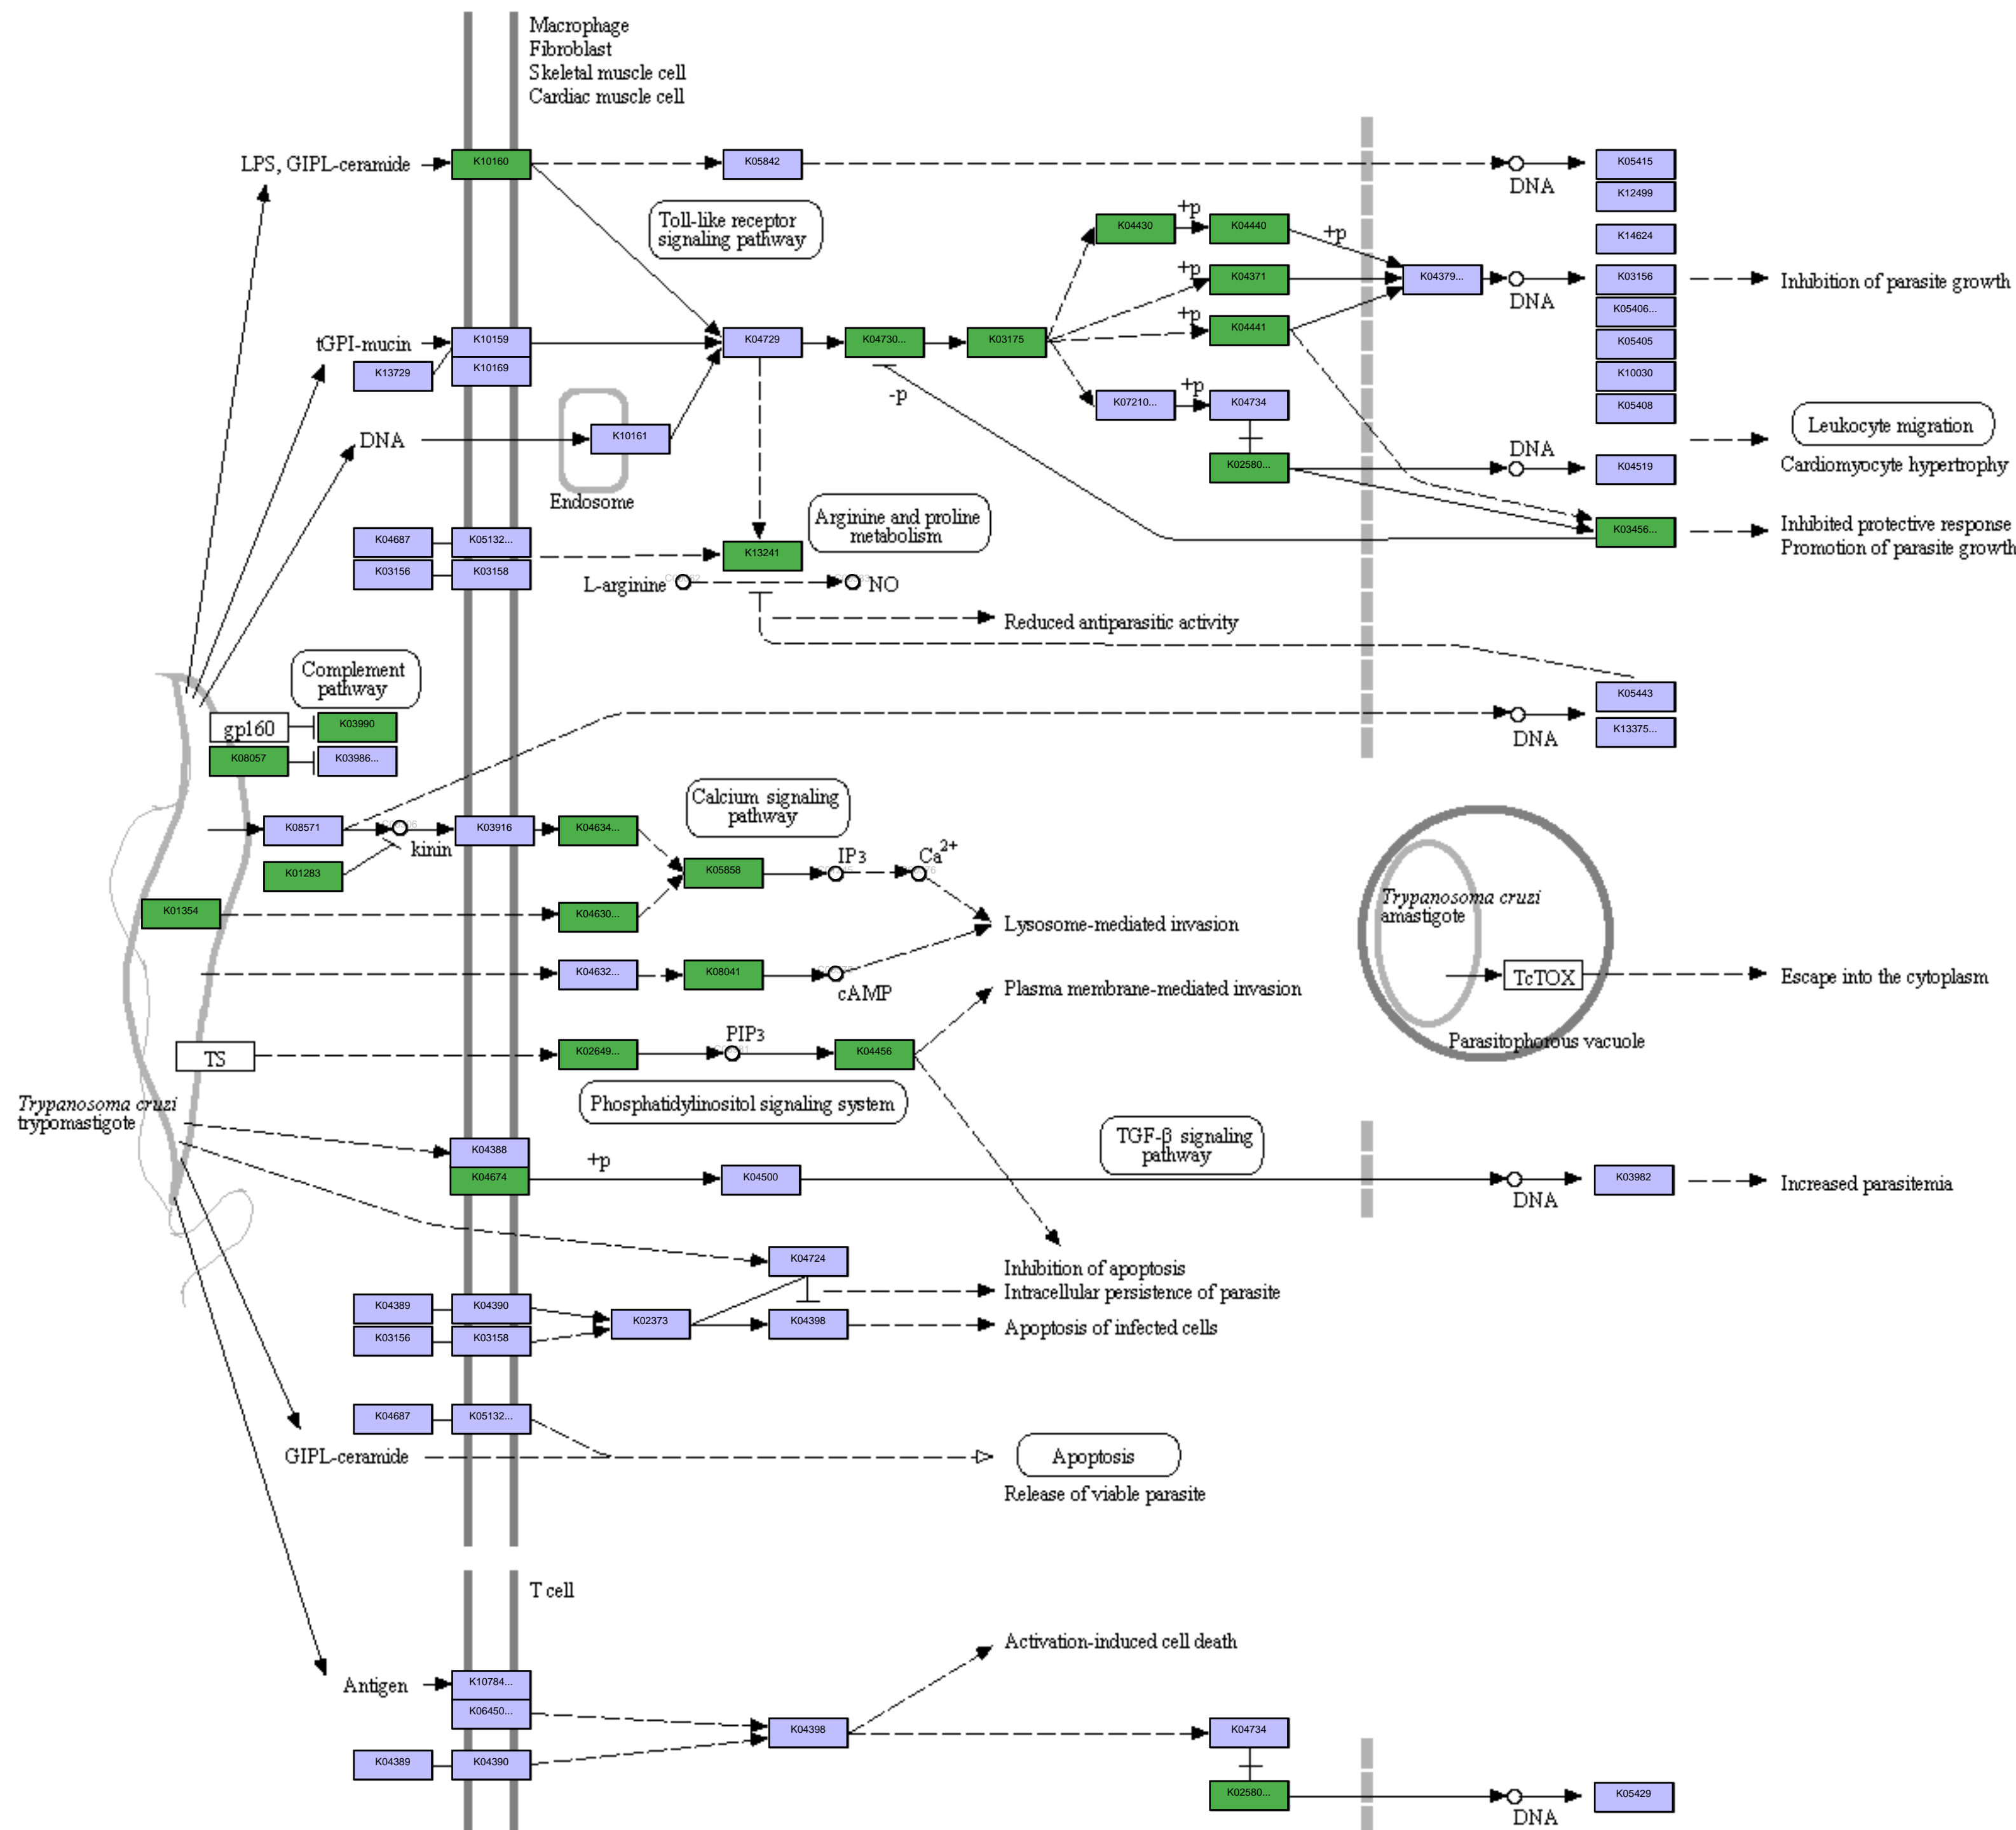 Macrophage
Fibroblast
Skeletal muscle cell
Cardiac muscle cell
LPS, GIPL-ceramide
K10160
K05842
DNA
K05415
K12499
Toll-like receptor
signaling pathway
K04430
+p
K04440
+p
K14624
+p
K04371
K04379...
DNA
K03156
Inhibition of parasite growth
K05406...
+p
K04441
tGPI-mucin
K10159
K04729
K04730...
K03175
K05405
K13729
K10169
K10030
-p
K07210...
+p
K04734
K05408
DNA
K10161
Endosome
Leukocyte migration
Cardiomyocyte hypertrophy
K02580...
DNA
K04519
Arginine and proline
metabolism
K03456...
Inhibited protective response
Promotion of parasite growth
K04687
K05132...
K13241
K03156
K03158
L-arginine
NO
Reduced antiparasitic activity
Complement
pathway
K05443
gp160
K03990
DNA
K13375...
K08057
K03986...
Calcium signaling
pathway
K08571
kinin
K03916
K04634...
K01283
K05858
IP3
Ca2+
K01354
K04630...
Lysosome-mediated invasion
Trypanosoma cruzi
amastigote
K04632...
K08041
cAMP
Plasma membrane-mediated invasion
TcTOX
Escape into the cytoplasm
Parasitophorous vacuole
TS
K02649...
PIP3
K04456
Phosphatidylinositol signaling system
Trypanosoma cruzi
trypomastigote
K04388
K04674
+p
K04500
TGF-β signaling
pathway
DNA
K03982
Increased parasitemia
K04724
Inhibition of apoptosis
Intracellular persistence of parasite
K04389
K04390
K02373
K04398
Apoptosis of infected cells
K03156
K03158
K04687
K05132...
GIPL-ceramide
Apoptosis
Release of viable parasite
T cell
Activation-induced cell death
Antigen
K10784...
K06450...
K04398
K04734
K04389
K04390
K02580...
DNA
K05429